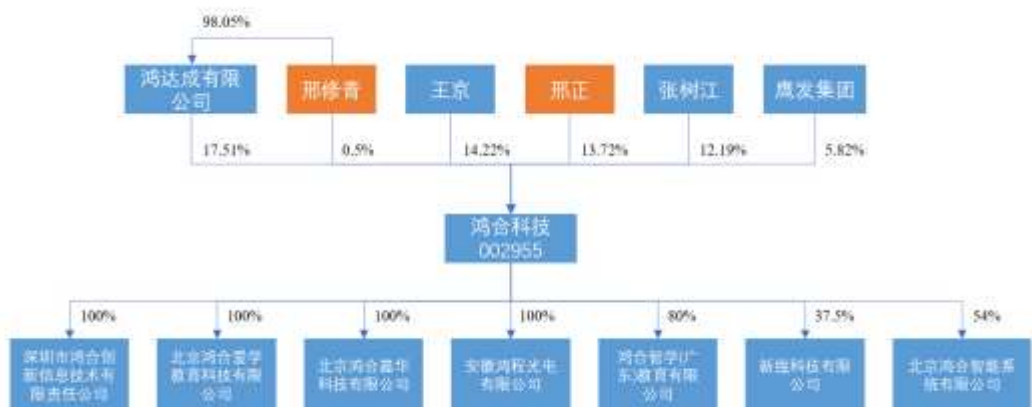 98.05%
鸿达成有限
公司
邢修青
王京
邢正
张树江
鹰发集团
17.51%
0.5%
14.22%
13.72%
12.19%
5.82%
鸿合科技
002955
100%
100%
100%
100%
80%
37.5%
54%
深圳市鸿合创
新信息技术有
限责任公司
北京鸿合爱学
教育科技有限
公司
北京鸿合嘉华
科技有限公司
安徽鸿程光电
有限公司
鸿合智学(广
东)教育有限公
司
新线科技有限
公司
北京鸿合智能系
统有限公司